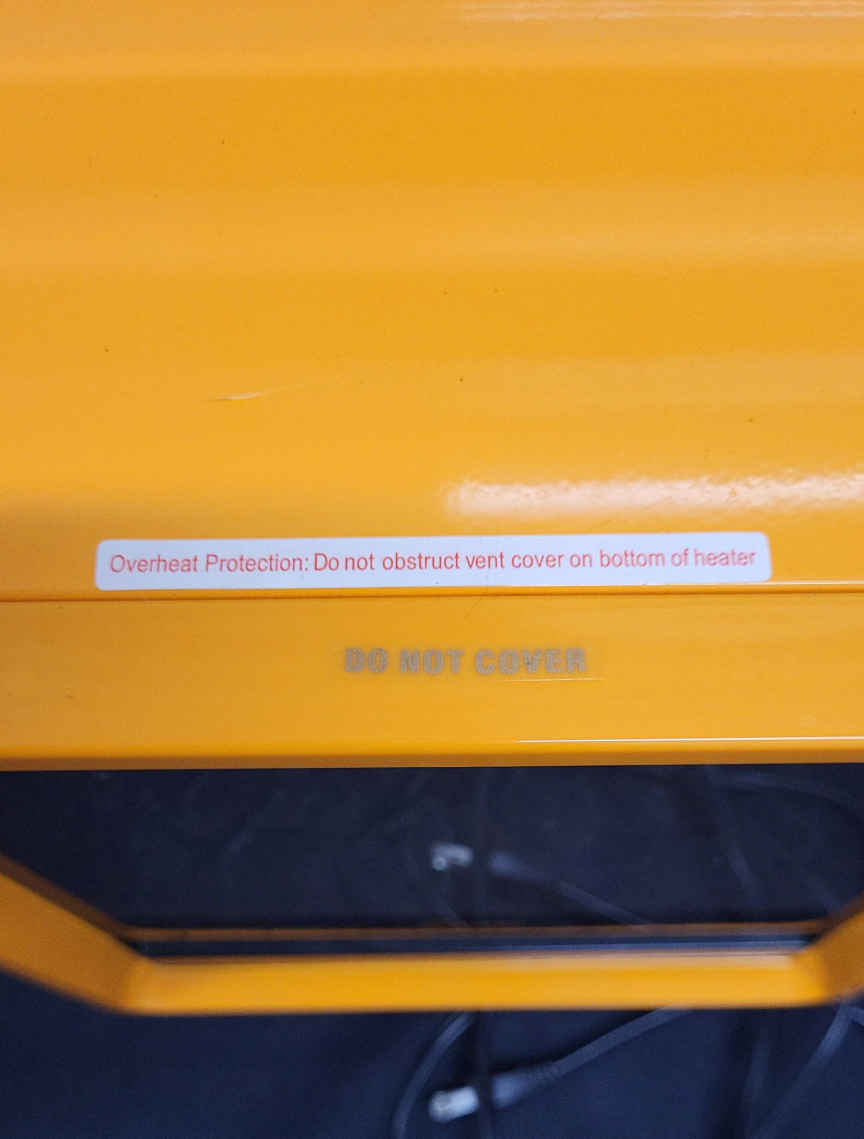 Overheat Protection: Do not obstruct vent cover on bottom of heater
DO NOT COVER